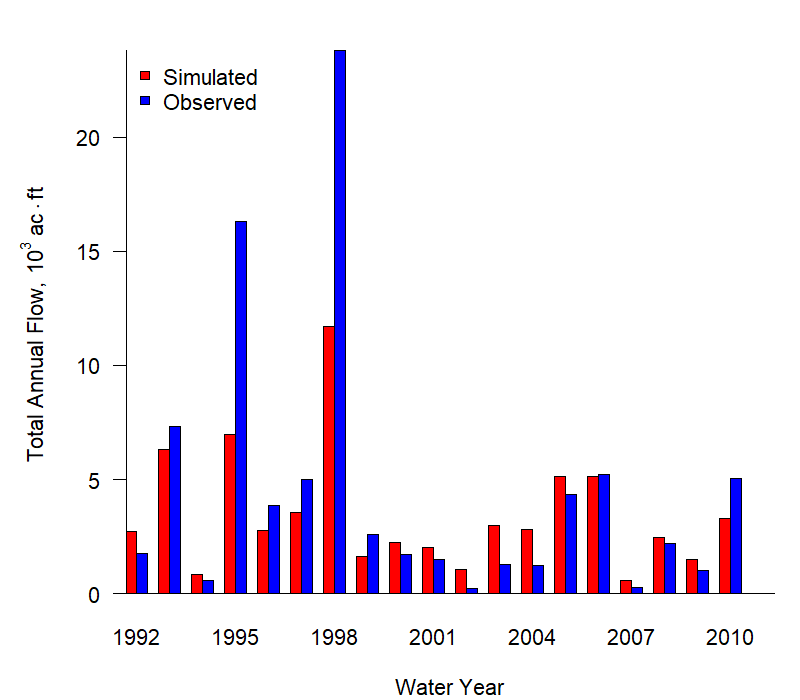 Simulated
Observed
20
15
10
5
0
Total Annual Flow, 10³ ac·ft
1992 1995 1998 2001 2004 2007 2010
Water Year